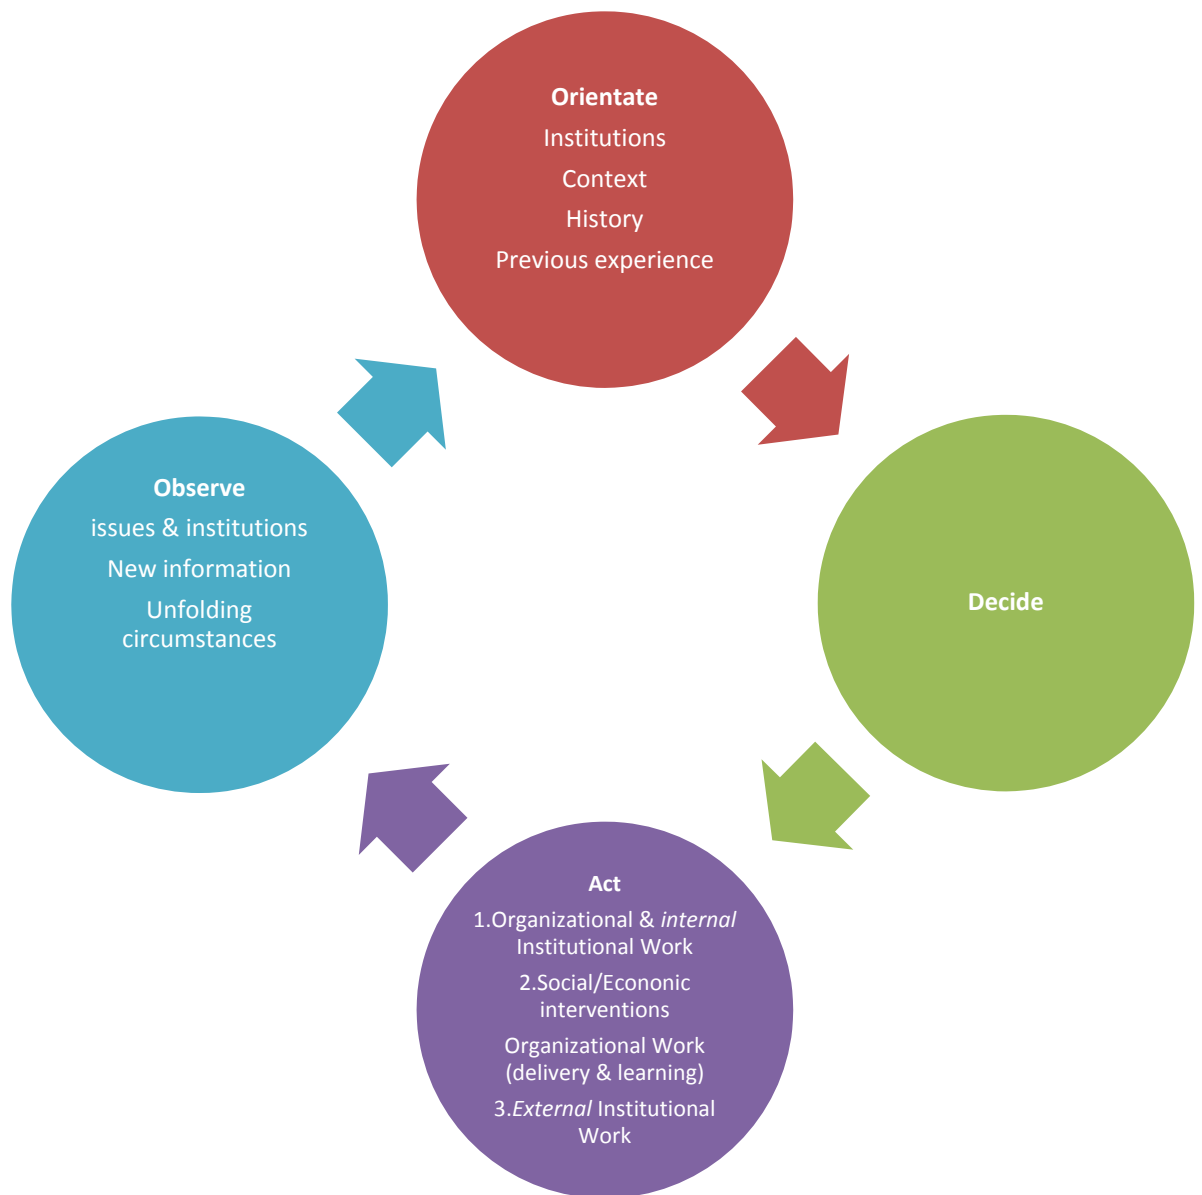 Orientate
Institutions
Context
History
Previous experience
Observe
issues & institutions
New information
Unfolding
circumstances
Decide
Act
1.Organizational & internal
Institutional Work
2.Social/Econonic
interventions
Organizational Work
(delivery & learning)
3.External Institutional
Work